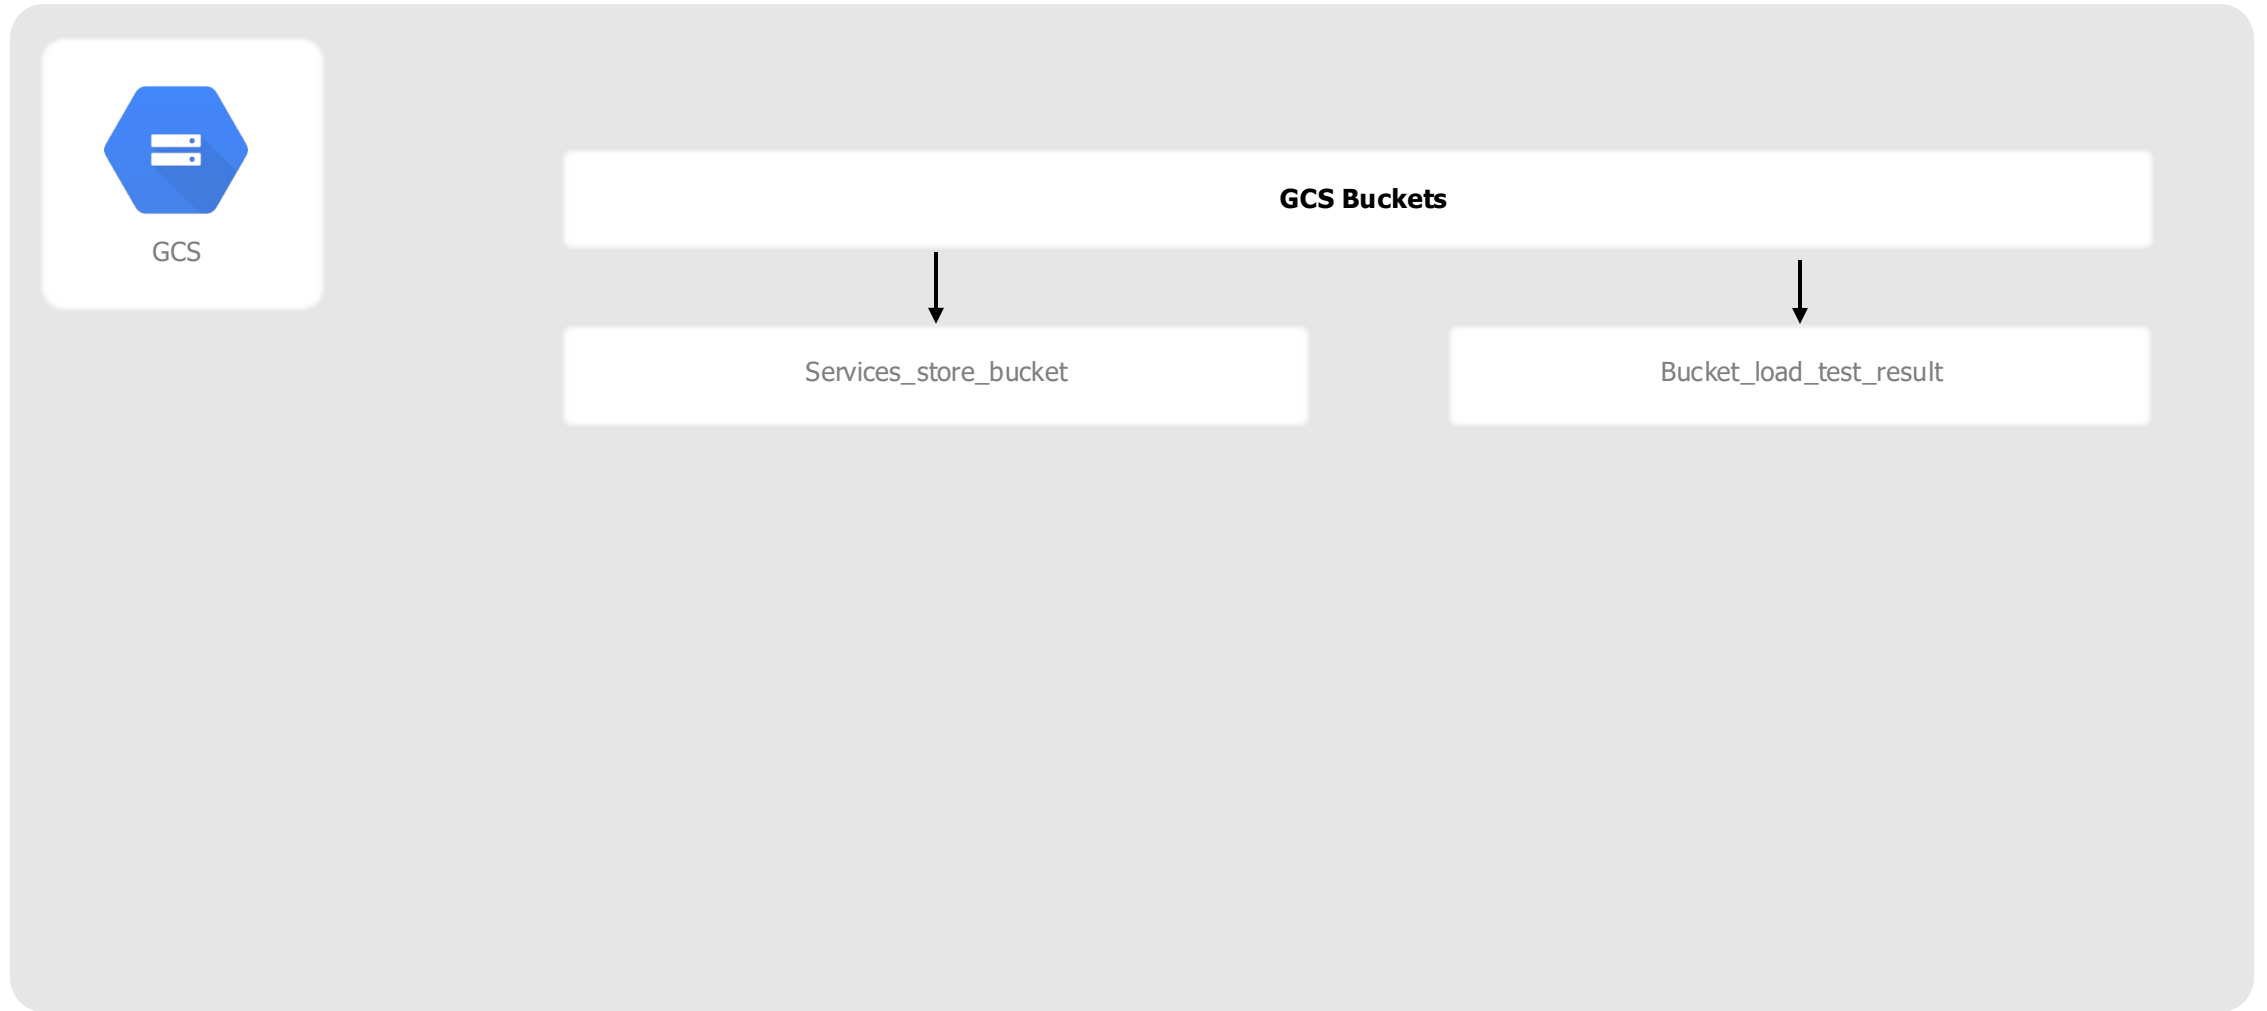 GCS
GCS Buckets
Services_store_bucket
Bucket_load_test_result